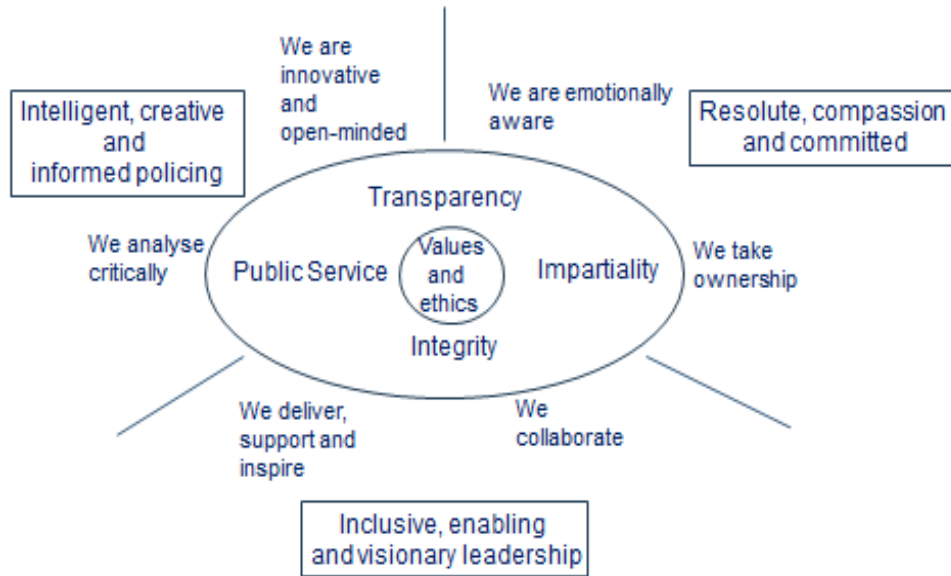 We are
innovative
and
open-minded
We are emotionally
aware
Intelligent, creative
and
informed policing
Resolute, compassion
and committed
Transparency
We analyse
critically
Public Service
Values
and
ethics
Impartiality
We take
ownership
Integrity
We deliver,
support and
inspire
We
collaborate
Inclusive, enabling
and visionary leadership